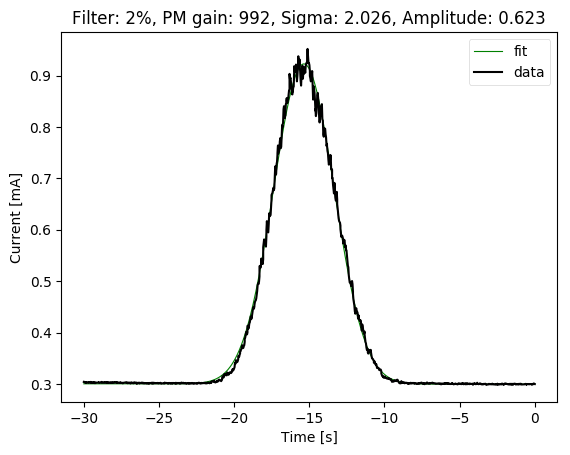 Filter: 2%, PM gain: 992, Sigma: 2.026, Amplitude: 0.623
fit
data
0.9
0.8
0.7
0.6
0.5
0.4
0.3
Current [mA]
−30 −25 −20 −15 −10 −5 0
Time [s]